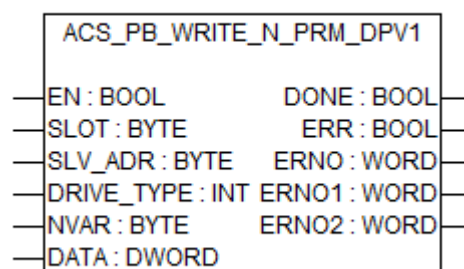 ACS_PB_WRITE_N_PRM_DPV1
EN : BOOL DONE : BOOL
SLOT : BYTE ERR : BOOL
SLV_ADR : BYTE ERNO : WORD
DRIVE_TYPE : INT ERNO1 : WORD
NVAR : BYTE ERNO2 : WORD
DATA : DWORD